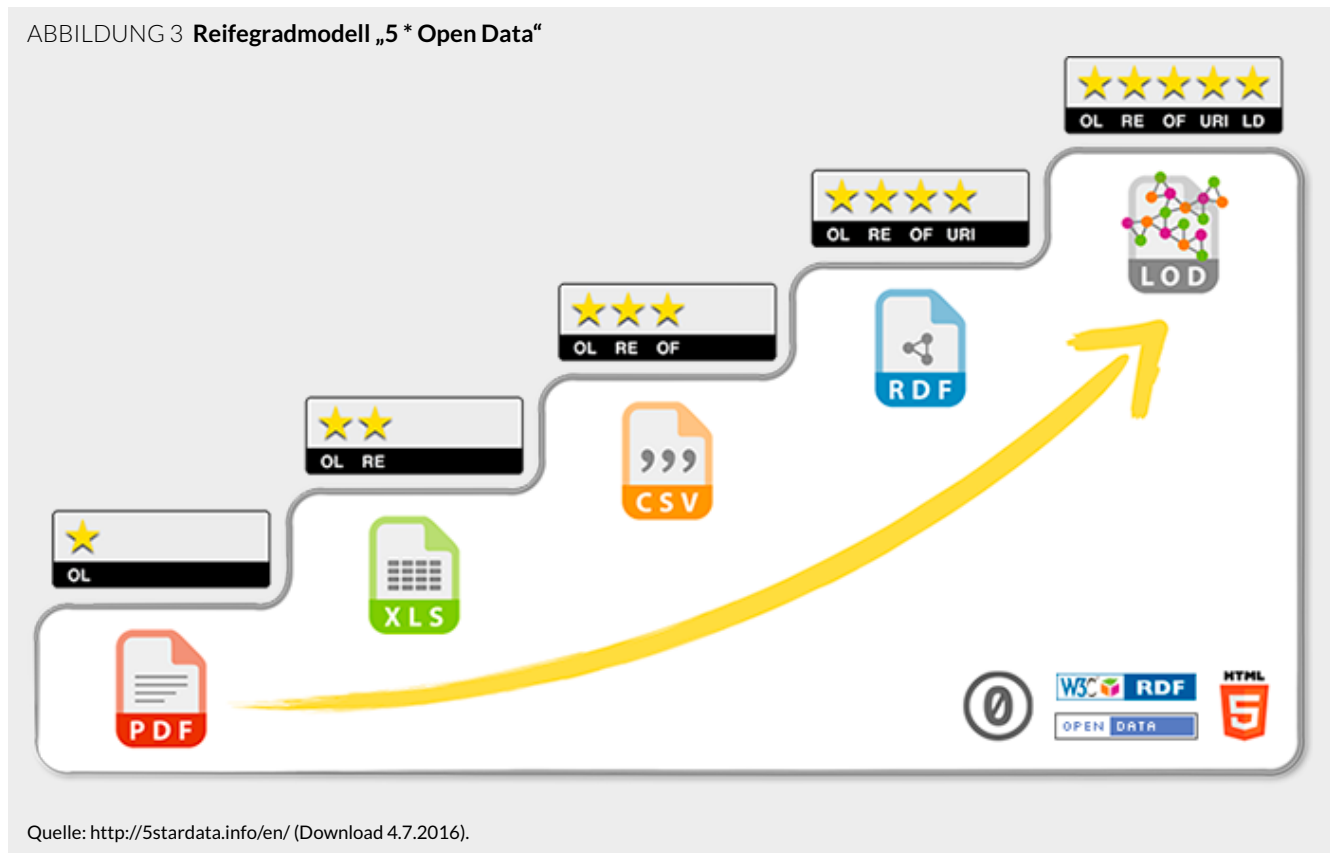 ABBILDUNG 3 Reifegradmodell „5 * Open Data“
OL RE OF URI LD
OL RE OF URI
LOD
OL RE OF
RDF
OL RE
CSV
OL
XLS
PDF
0
W3C RDF
OPEN DATA
HTML
5
Quelle: http://5stardata.info/en/ (Download 4.7.2016).